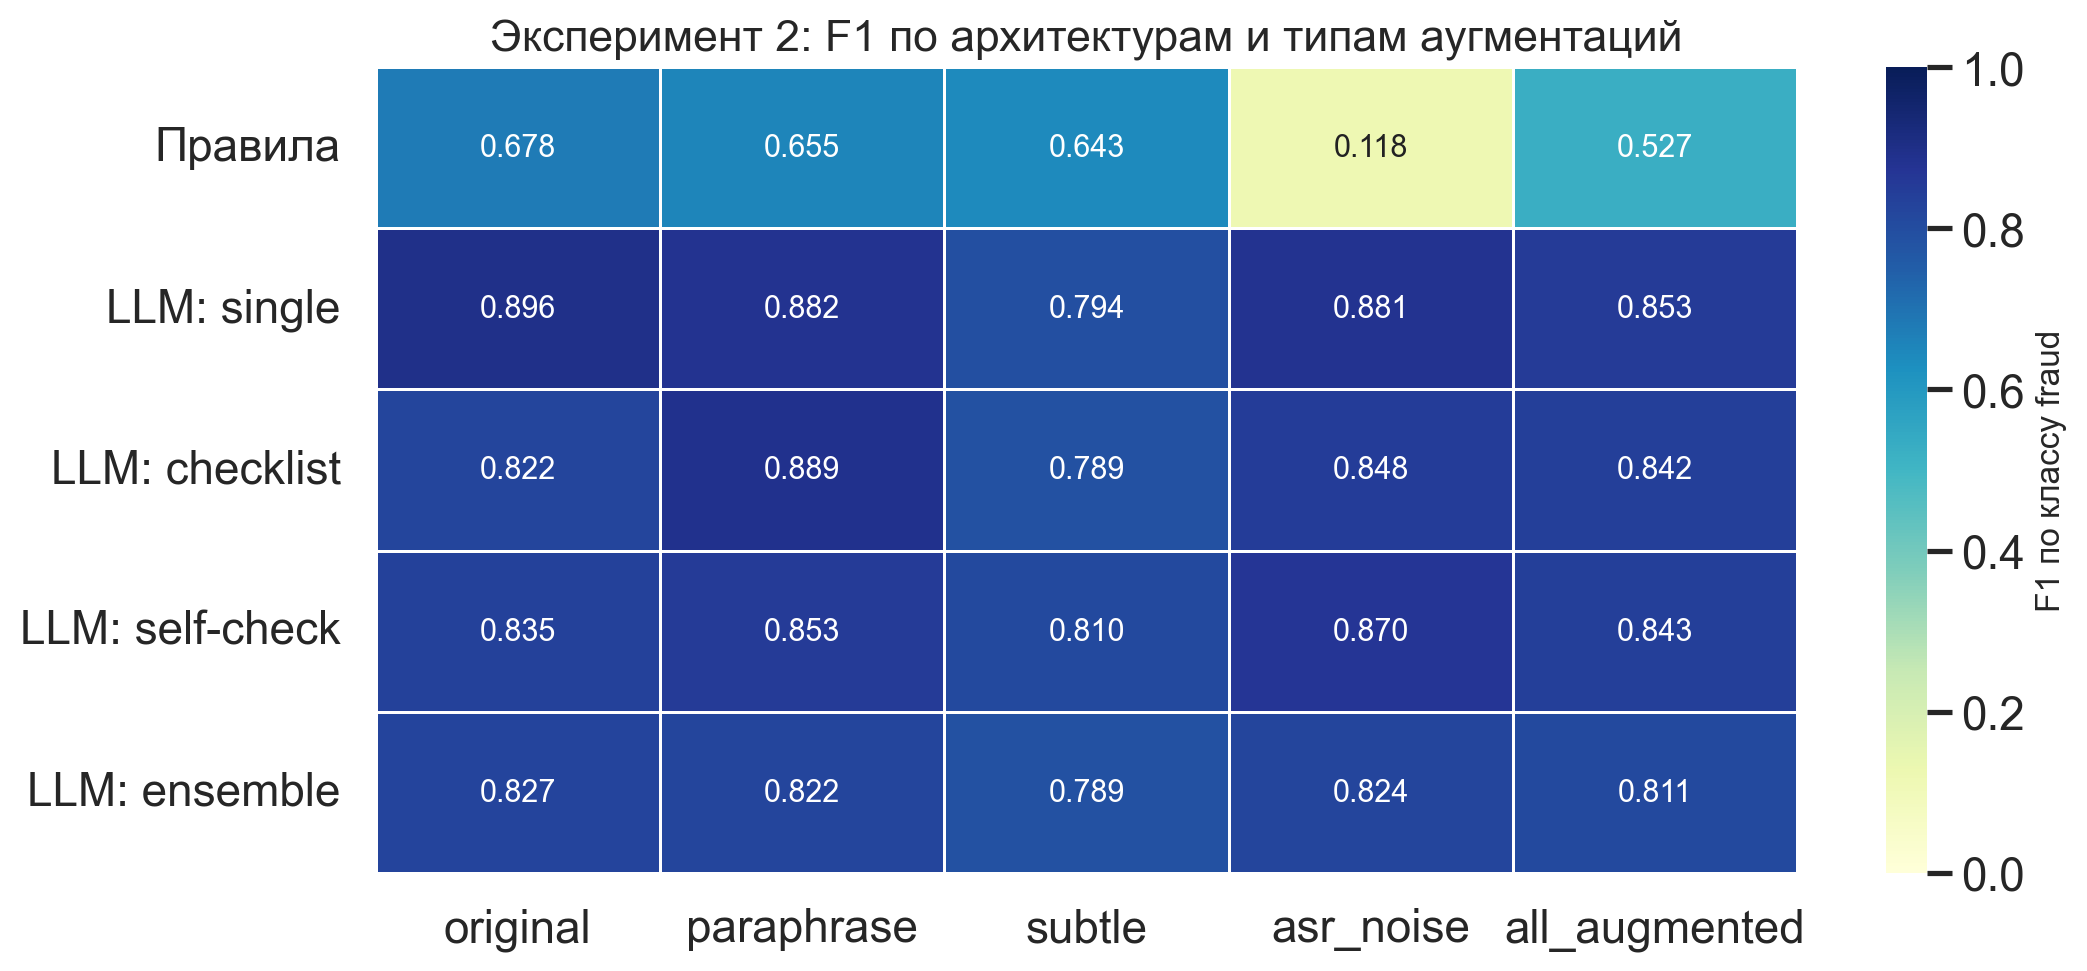 Эксперимент 2: F1 по архитектурам и типам аугментаций
Правила 0.678 0.655 0.643 0.118 0.527
LLM: single 0.896 0.882 0.794 0.881 0.853
LLM: checklist 0.822 0.889 0.789 0.848 0.842
LLM: self-check 0.835 0.853 0.810 0.870 0.843
LLM: ensemble 0.827 0.822 0.789 0.824 0.811
original paraphrase subtle asr_noise all_augmented
1.0
0.8
0.6
0.4
0.2
0.0
F1 по классу fraud